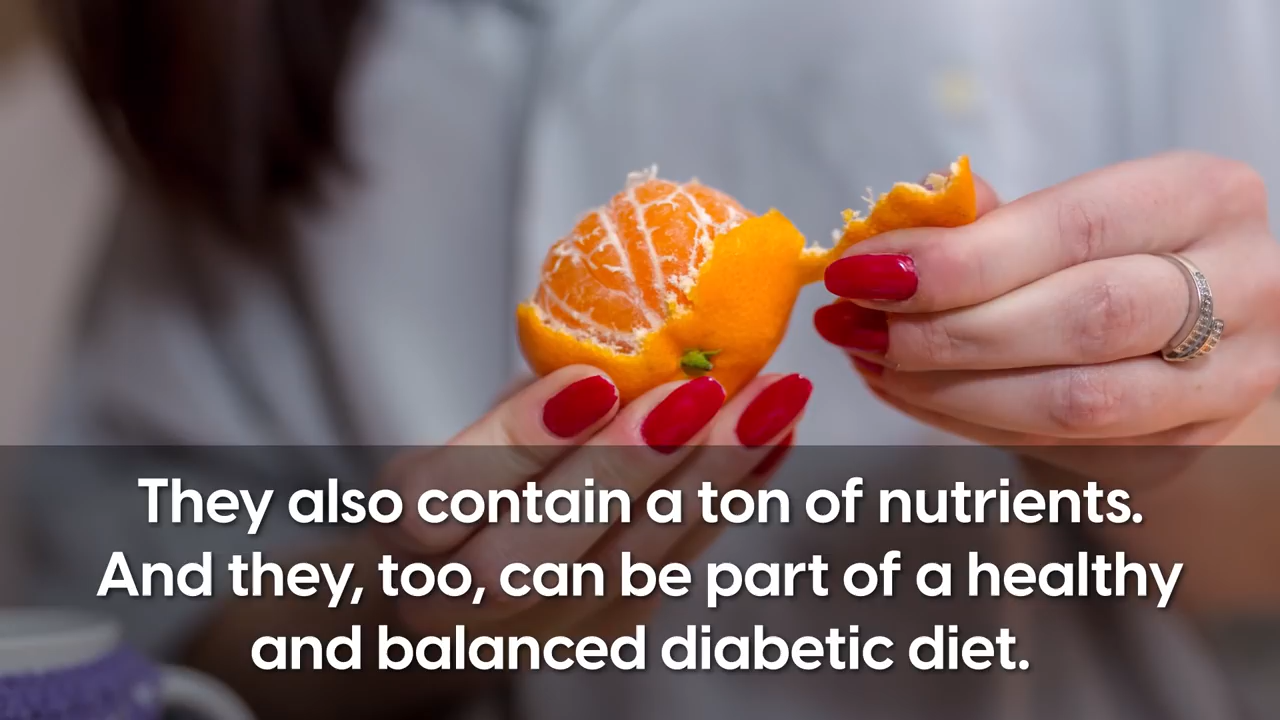 They also contain a ton of nutrients.
And they, too, can be part of a healthy
and balanced diabetic diet.